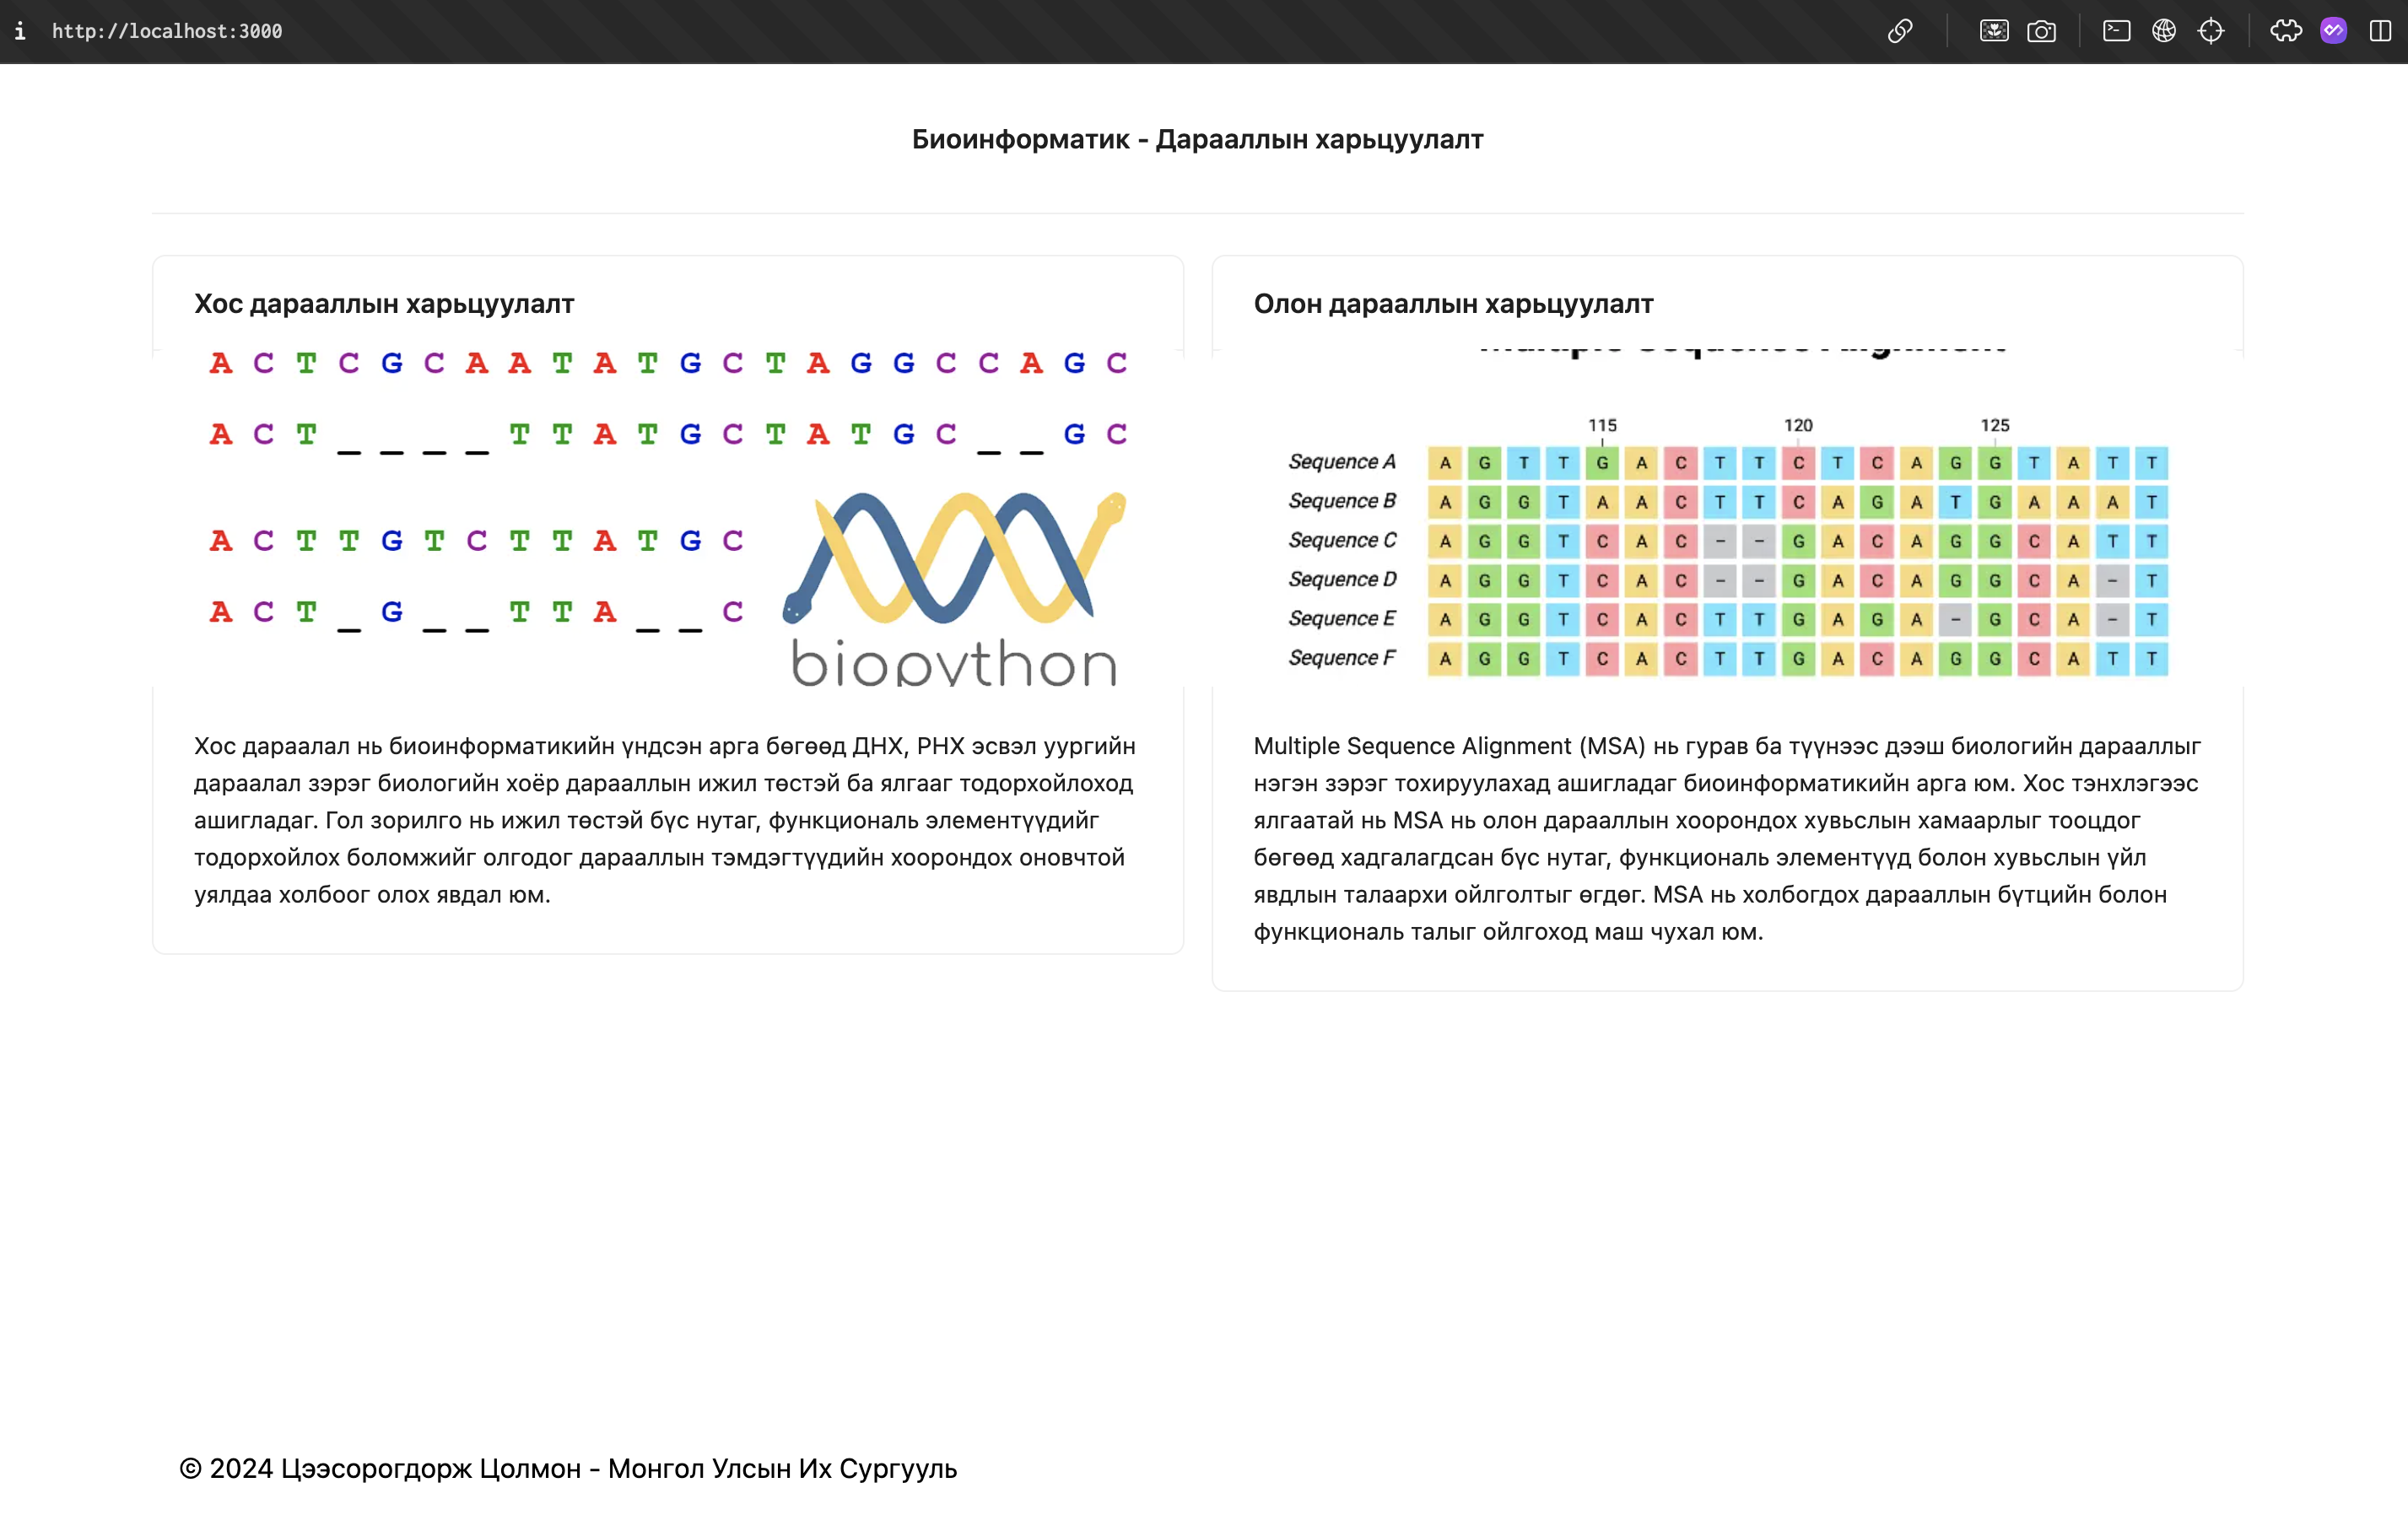 http://localhost:3000
Биоинформатик - Дарааллын харьцуулалт
Хос дарааллын харьцуулалт
A C T C G C A A T A T G C T A G G C C A G C
A C T _ _ _ _ T T A T G C T A T G C _ _ G C
A C T T G T C T T A T G C
A C T _ G _ _ T T A _ _ C
biopython
Хос дараалал нь биоинформатикийн үндсэн арга бөгөөд ДНХ, РНХ эсвэл уургийн
дараалал зэрэг биологийн хоёр дарааллын ижил төстэй ба ялгааг тодорхойлоход
ашигладаг. Гол зорилго нь ижил төстэй бүс нутаг, функциональ элементүүдийг
тодорхойлох боломжийг олгодог дарааллын тэмдэгтүүдийн хоорондох оновчтой
уялдаа холбоог олох явдал юм.
Олон дарааллын харьцуулалт
Multiple Sequence Alignment
115 120 125
Sequence A A G T T G A C T T C T C A G G T A T T
Sequence B A G G T A A C T T C A G A T G A A A T
Sequence C A G G T C A C - - G A C A G G C A T T
Sequence D A G G T C A C - - G A C A G G C A - T
Sequence E A G G T C A C T T G A G A - G C A - T
Sequence F A G G T C A C T T G A C A G G C A T T
Multiple Sequence Alignment (MSA) нь гурав ба түүнээс дээш биологийн дарааллыг
нэгэн зэрэг тохируулахад ашигладаг биоинформатикийн арга юм. Хос тэнхлэгээс
ялгаатай нь MSA нь олон дарааллын хоорондох хувьслын хамаарлыг тооцдог
бөгөөд хадгалагдсан бүс нутаг, функциональ элементүүд болон хувьслын үйл
явдлын талаархи ойлголтыг өгдөг. MSA нь холбогдох дарааллын бүтцийн болон
функциональ талыг ойлгоход маш чухал юм.
© 2024 Цээсорогдорж Цолмон - Монгол Улсын Их Сургууль